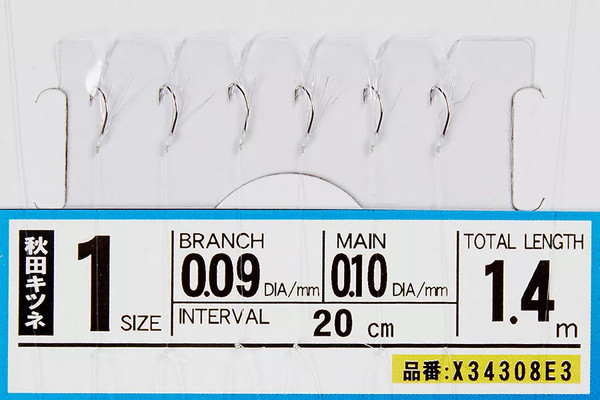 秋田キツネ
1 SIZE
BRANCH
0.09 DIA/mm
MAIN
0.10 DIA/mm
INTERVAL 20 cm
TOTAL LENGTH
1.4 m
品番:X34308E3